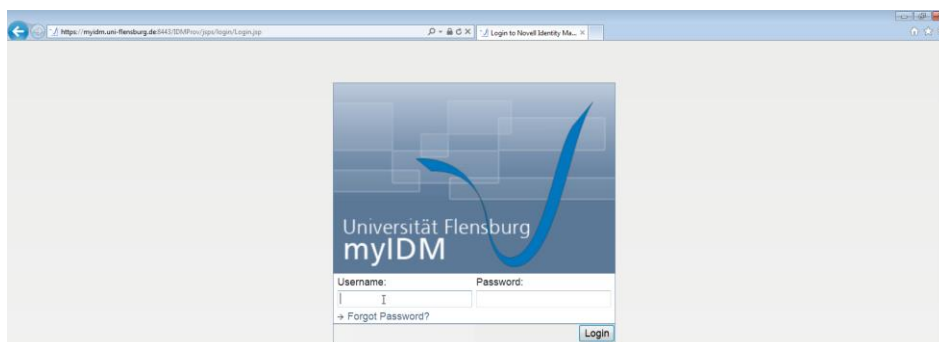 https://myidm.uni-flensburg.de:8443/IDMProv/jsps/login/Login.jsp
Login to Novell Identity Ma...
Universität Flensburg
myIDM
Username: Password:
→ Forgot Password?
Login